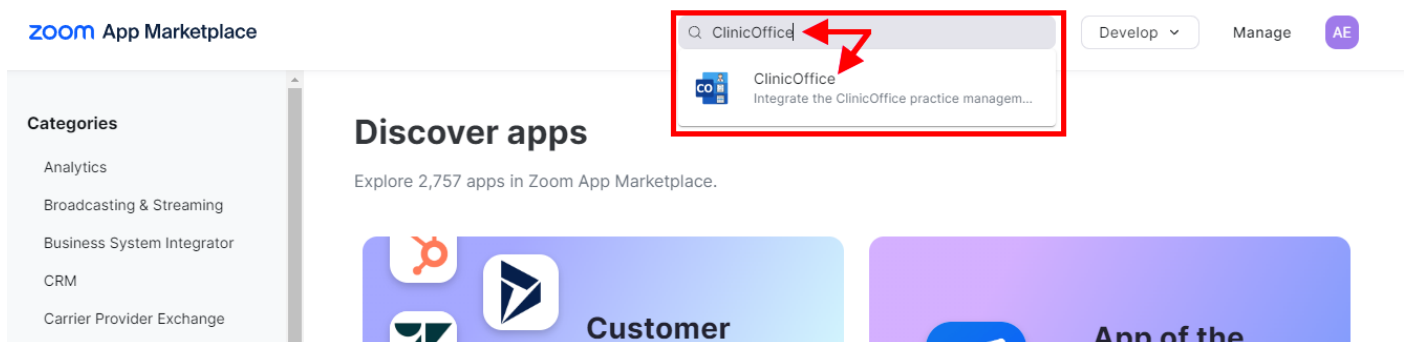 zoom App Marketplace
ClinicOffice
Develop
Manage
AE
CO
ClinicOffice
Integrate the ClinicOffice practice managem...
Categories
Analytics
Broadcasting & Streaming
Business System Integrator
CRM
Carrier Provider Exchange
Discover apps
Explore 2,757 apps in Zoom App Marketplace.
Customer
App of the